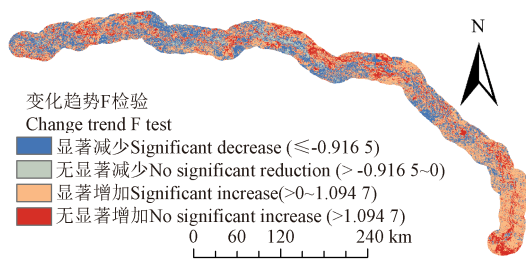 N
变化趋势F检验
Change trend F test
显著减少Significant decrease (≤-0.916 5)
无显著减少No significant reduction (> -0.916 5~0)
显著增加Significant increase(>0~1.094 7)
无显著增加No significant increase (>1.094 7)
0 60 120 240 km